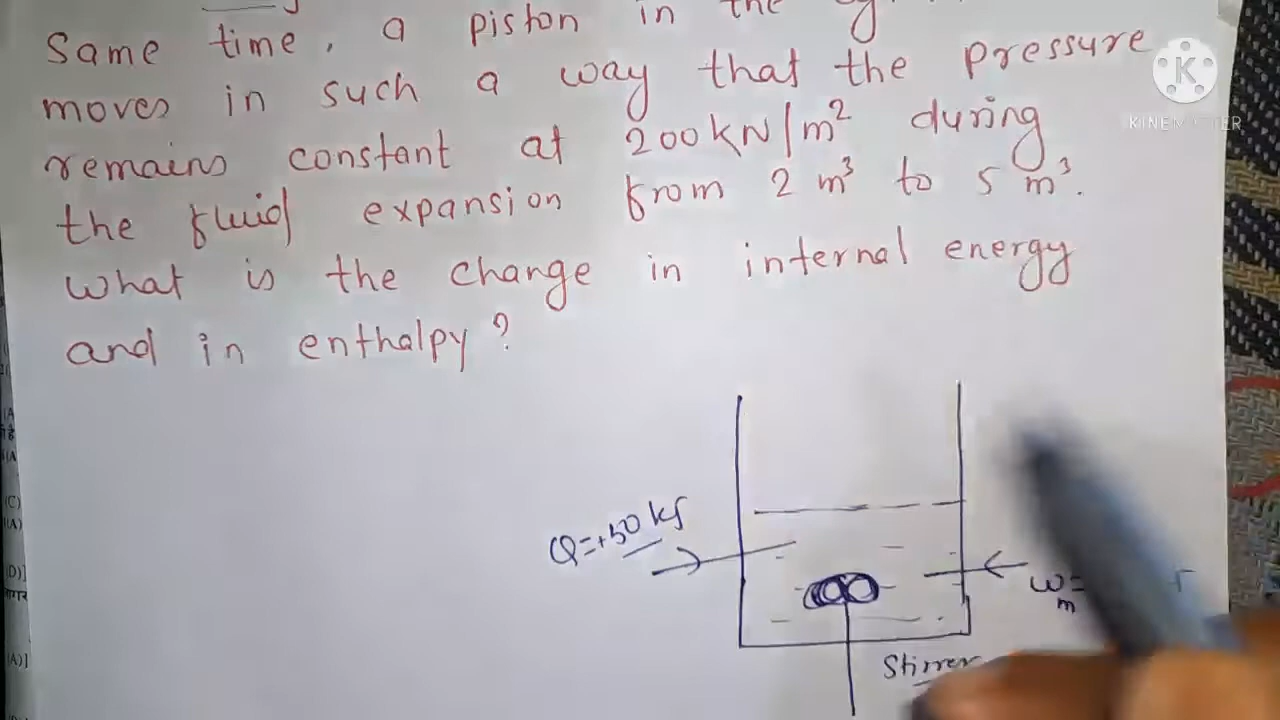 Same time, a piston in the
moves in such a way that the pressure
remains constant at 200kN/m² during
the fluid expansion from 2 m³ to 5 m³.
What is the change in internal energy
and in enthalpy?
Q=+50 kJ
Stirrer
K